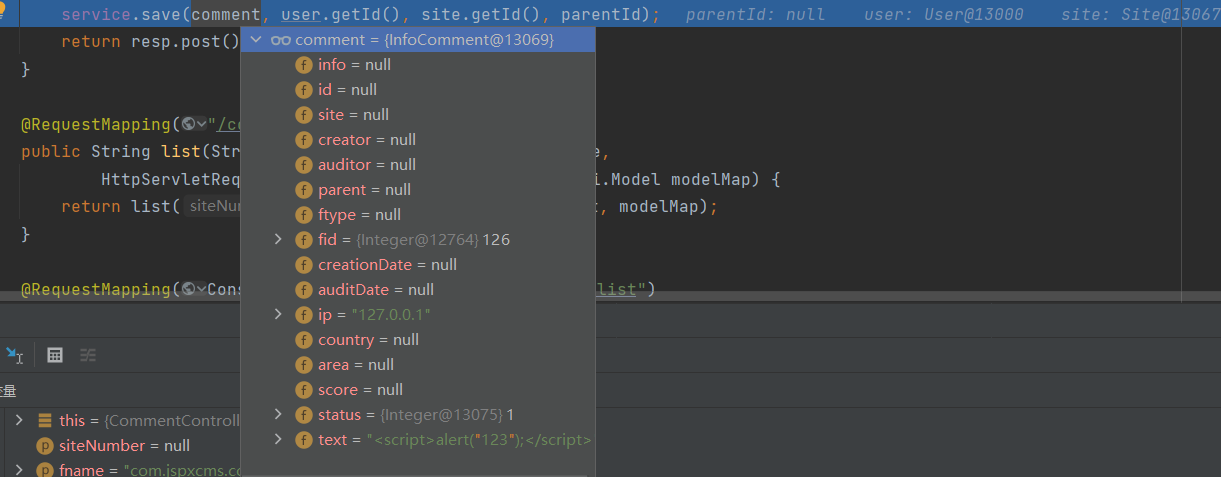 service.save(comment, user.getId(), site.getId(), parentId); parentId: null user: User@13000 site: Site@13067
return resp.post()
comment = {InfoComment@13069}
}
info = null
id = null
site = null
@RequestMapping("/co
creator = null
public String list(Str
e,
auditor = null
HttpServletReq
i.Model modelMap) {
parent = null
return list( siteNu
t, modelMap);
ftype = null
}
fid = {Integer@12764} 126
creationDate = null
@RequestMapping(Cons
list")
auditDate = null
ip = "127.0.0.1"
country = null
area = null
score = null
变量
this = {CommentControll
status = {Integer@13075} 1
siteNumber = null
text = "<script>alert("123");</script>
fname = "com.jspxcms.co